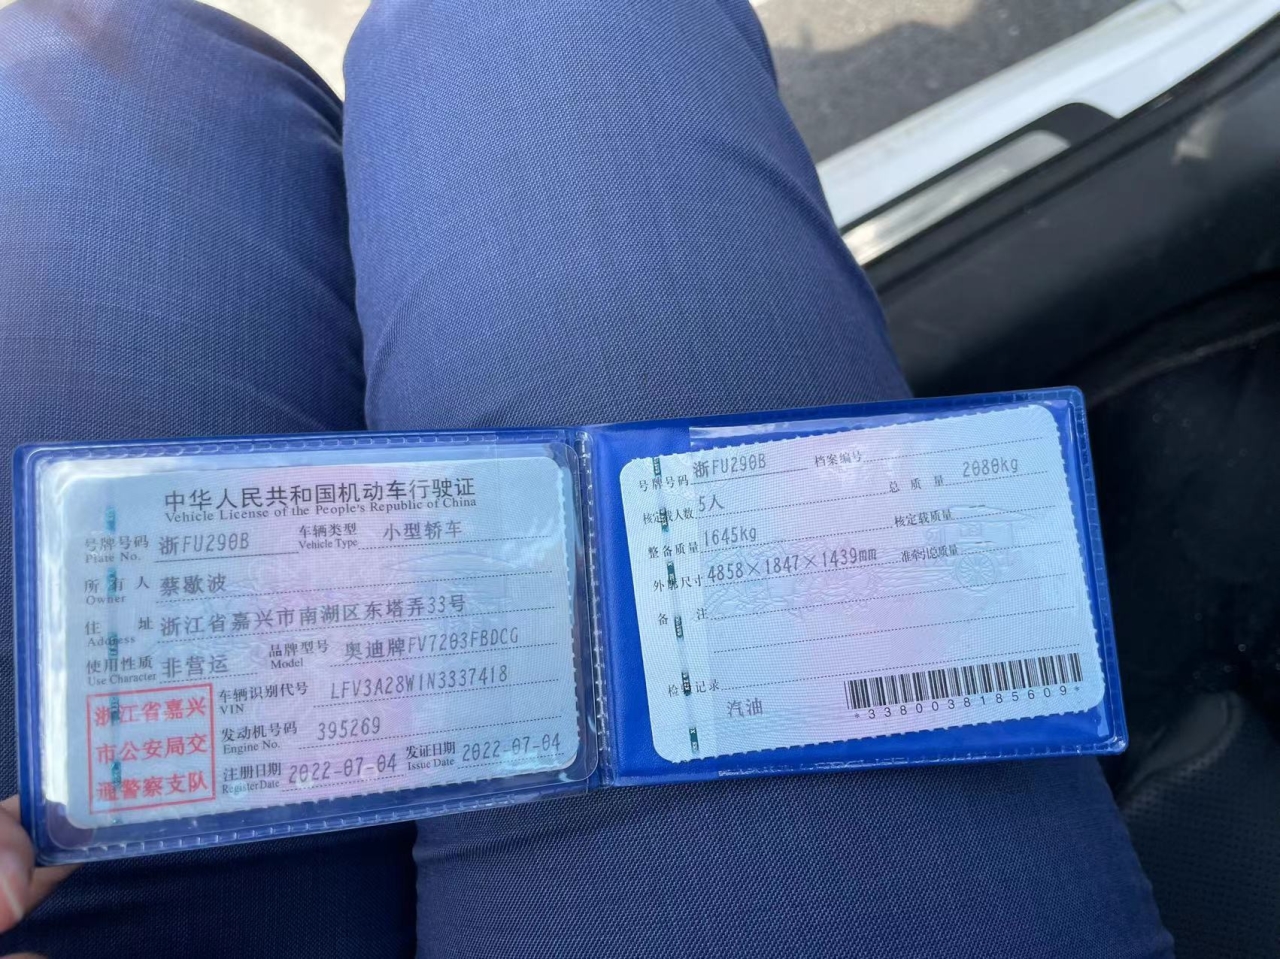 中华人民共和国机动车行驶证
Vehicle License of the People's Republic of China
号牌号码 浙FU290B 车辆类型 小型轿车
Plate No. Vehicle Type
所有人 蔡歇波
Owner
住址 浙江省嘉兴市南湖区东塔弄33号
Address
使用性质 非营运 品牌型号 奥迪牌FV7203FBDCG
Use Character Model
浙江省嘉兴
市公安局交
通警察支队
车辆识别代号 LFV3A28W1N3337418
VIN
发动机号码 395269
Engine No.
注册日期 2022-07-04 发证日期 2022-07-04
Register Date Issue Date
号牌号码 浙FU290B 档案编号
核定载人数 5人 总质量 2080kg
整备质量 1645kg 核定载质量
外廓尺寸 4858×1847×1439mm 准牵引总质量
备注
检验记录
汽油
*3380038185609*